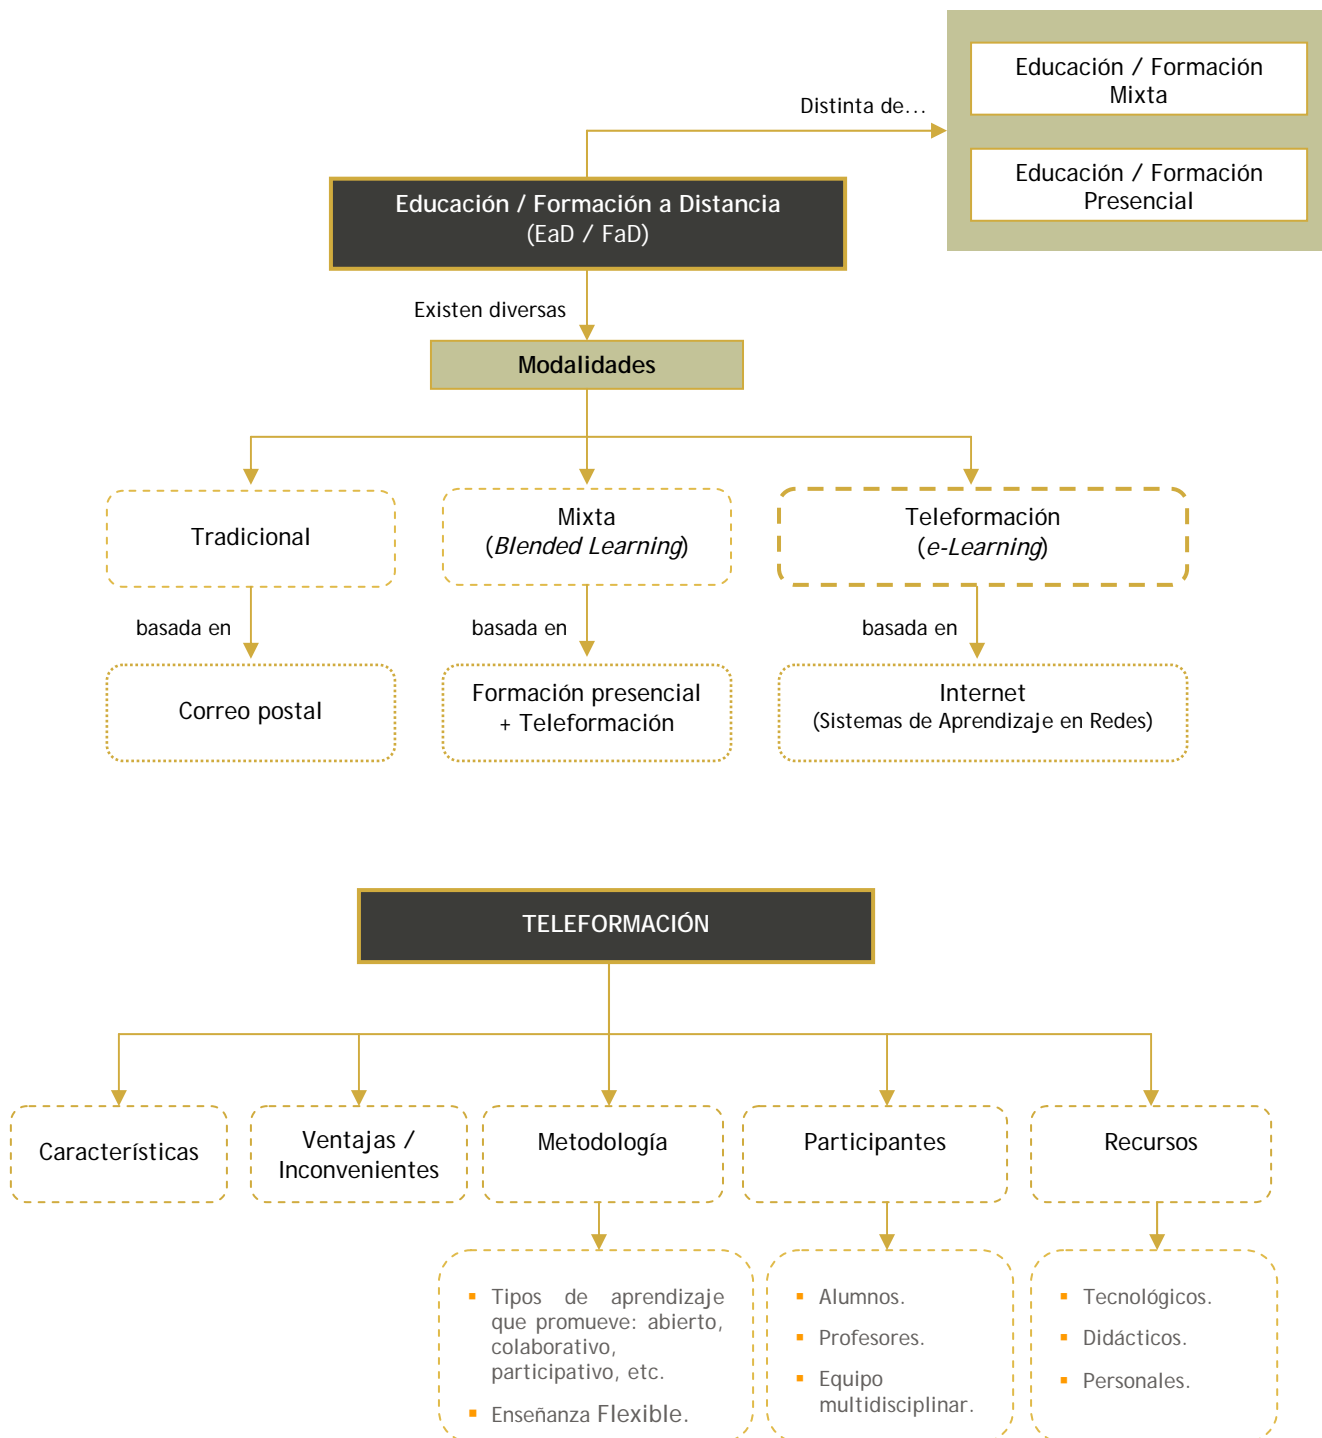 Educación / Formación
Mixta
Distinta de...
Educación / Formación
Presencial
Educación / Formación a Distancia
(EaD / FaD)
Existen diversas
Modalidades
Tradicional
Mixta
(Blended Learning)
Teleformación
(e-Learning)
basada en
basada en
basada en
Correo postal
Formación presencial
+ Teleformación
Internet
(Sistemas de Aprendizaje en Redes)
TELEFORMACIÓN
Características
Ventajas /
Inconvenientes
Metodología
Participantes
Recursos
▪ Tipos de aprendizaje
que promueve: abierto,
colaborativo,
participativo, etc.
▪ Enseñanza Flexible.
▪ Alumnos.
▪ Profesores.
▪ Equipo
multidisciplinar.
▪ Tecnológicos.
▪ Didácticos.
▪ Personales.